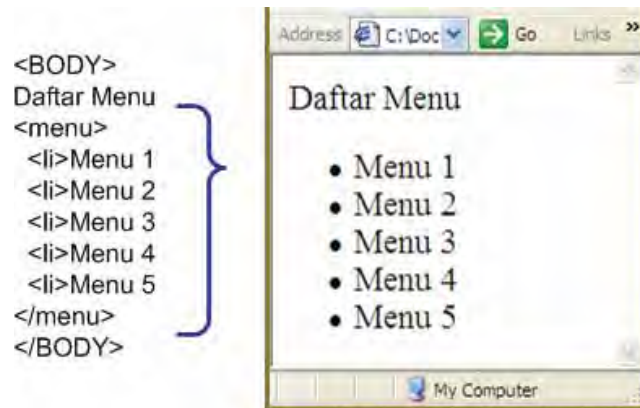 <BODY>
Daftar Menu
<menu>
<li>Menu 1
<li>Menu 2
<li>Menu 3
<li>Menu 4
<li>Menu 5
</menu>
</BODY>
Address C:\Doc Go Links »
Daftar Menu
• Menu 1
• Menu 2
• Menu 3
• Menu 4
• Menu 5
My Computer